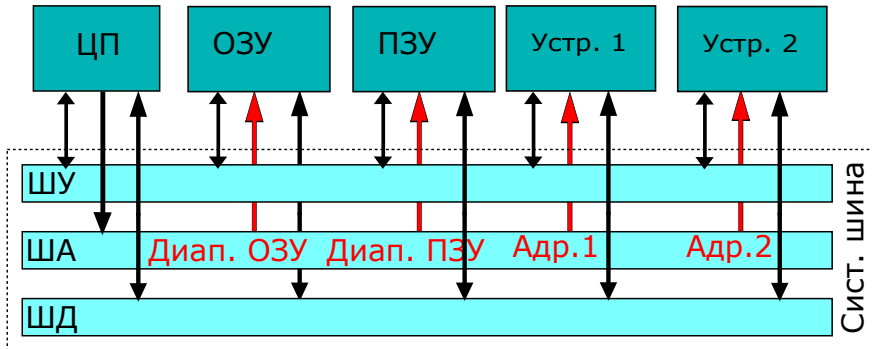 ЦП
ОЗУ
ПЗУ
Устр. 1
Устр. 2
ШУ
ША
Диап. ОЗУ
Диап. ПЗУ
Адр.1
Адр.2
ШД
Сист. шина